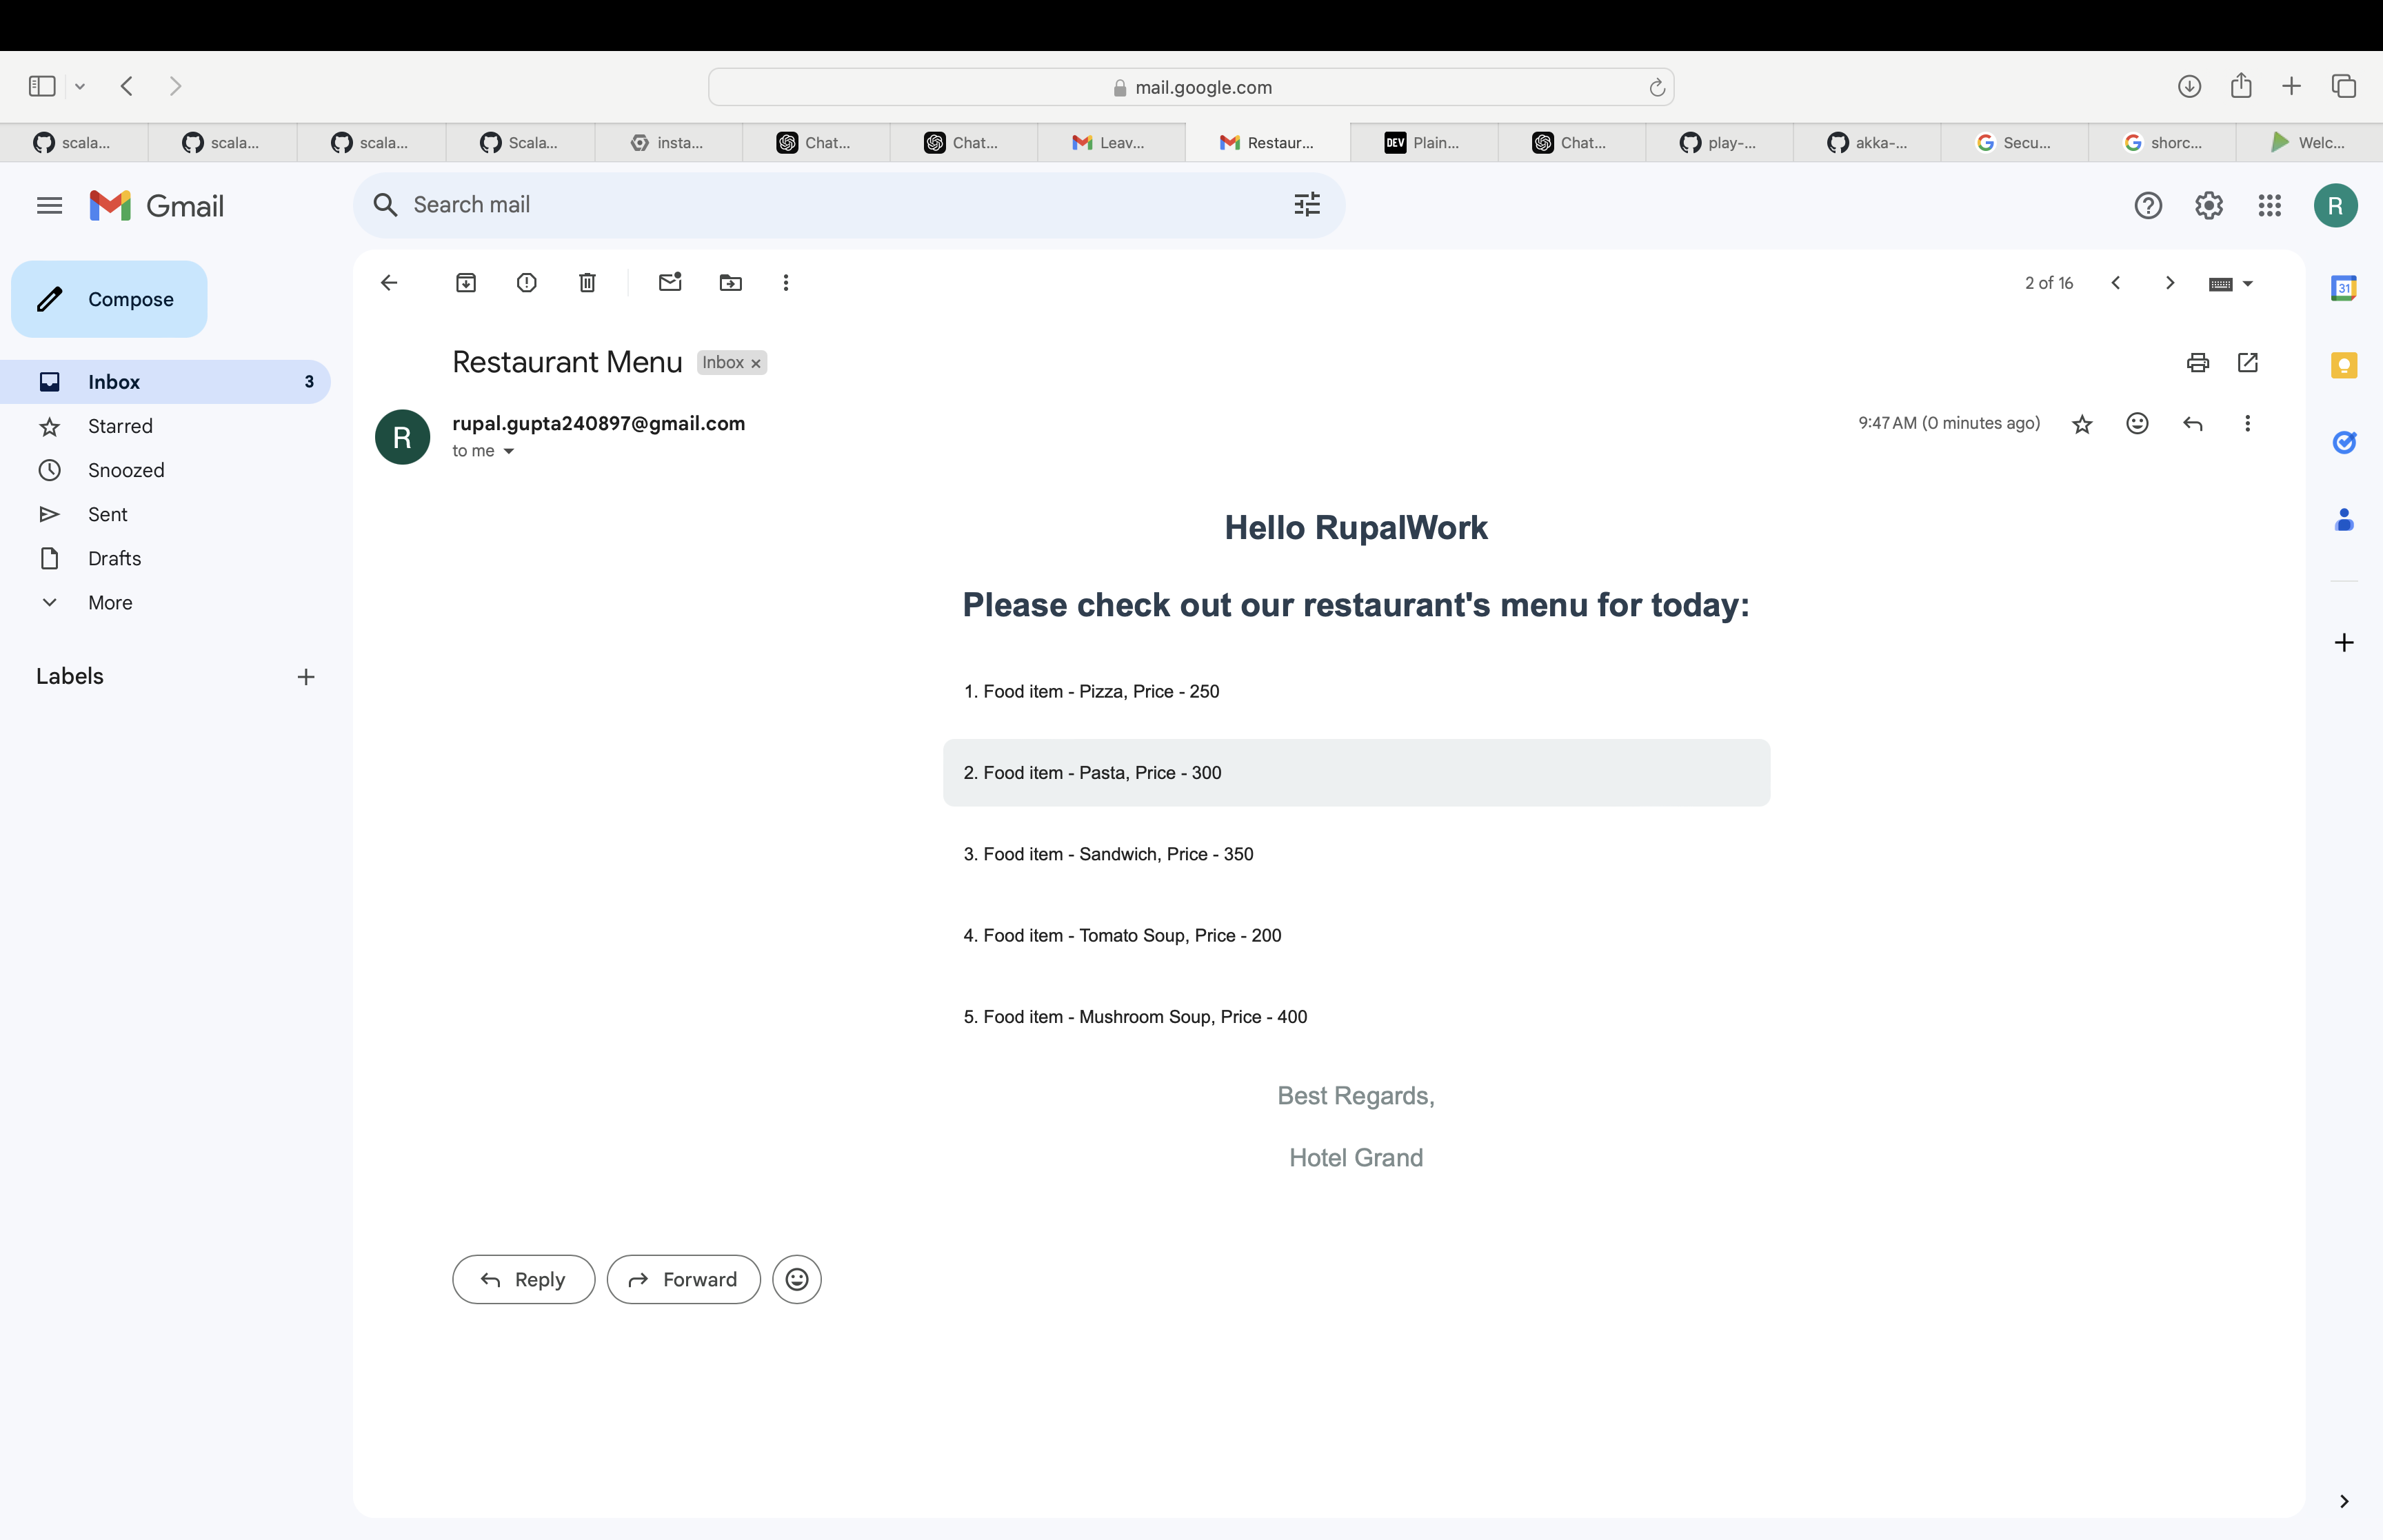 mail.google.com
scala...
scala...
scala...
Scala...
insta...
Chat...
Chat...
Leav...
Restaur...
DEV Plain...
Chat...
play-...
akka-...
Secu...
shorc...
Welc...
Gmail
Search mail
R
Compose
2 of 16
31
Restaurant Menu Inbox ×
Inbox 3
Starred
Snoozed
Sent
Drafts
More
Labels
R
rupal.gupta240897@gmail.com
9:47 AM (0 minutes ago)
to me
Hello RupalWork
Please check out our restaurant's menu for today:
1. Food item - Pizza, Price - 250
2. Food item - Pasta, Price - 300
3. Food item - Sandwich, Price - 350
4. Food item - Tomato Soup, Price - 200
5. Food item - Mushroom Soup, Price - 400
Best Regards,
Hotel Grand
Reply
Forward